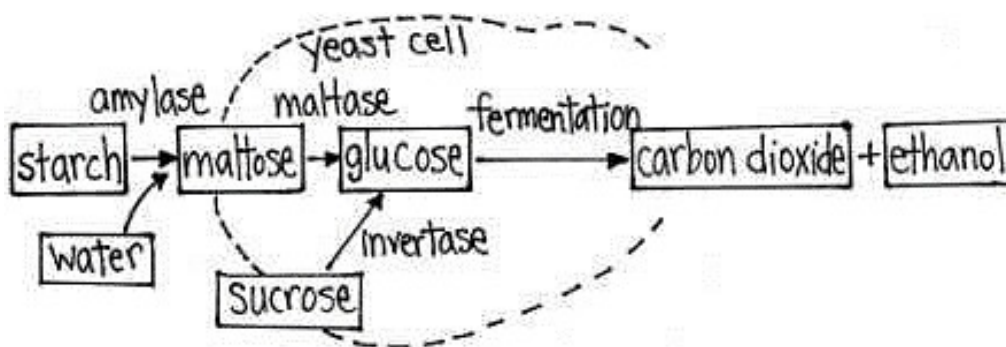 yeast cell
amylase
maltase
fermentation
starch
maltose
glucose
carbon dioxide + ethanol
water
invertase
sucrose